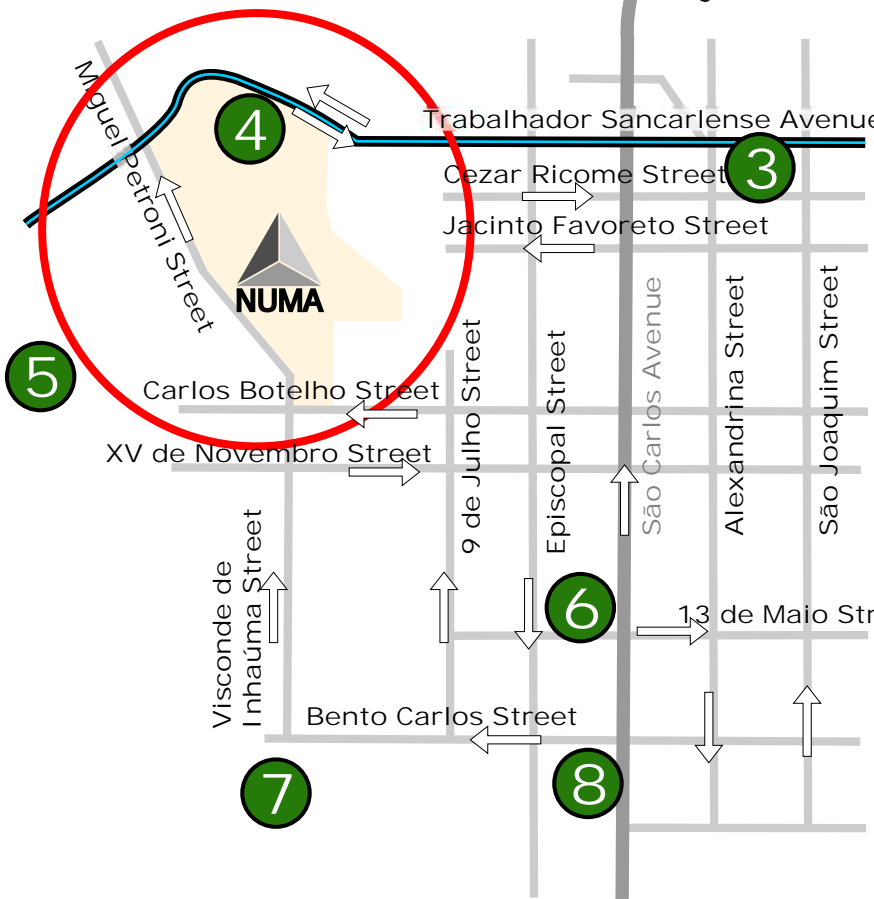 Miguel Petroni Street
4
Trabalhador Sancarlense Avenue
3
Cezar Ricome Street
Jacinto Favoreto Street
NUMA
5
Carlos Botelho Street
XV de Novembro Street
9 de Julho Street
Episcopal Street
São Carlos Avenue
Alexandrina Street
São Joaquim Street
6
13 de Maio Str
Visconde de
Inhaúma Street
Bento Carlos Street
7
8